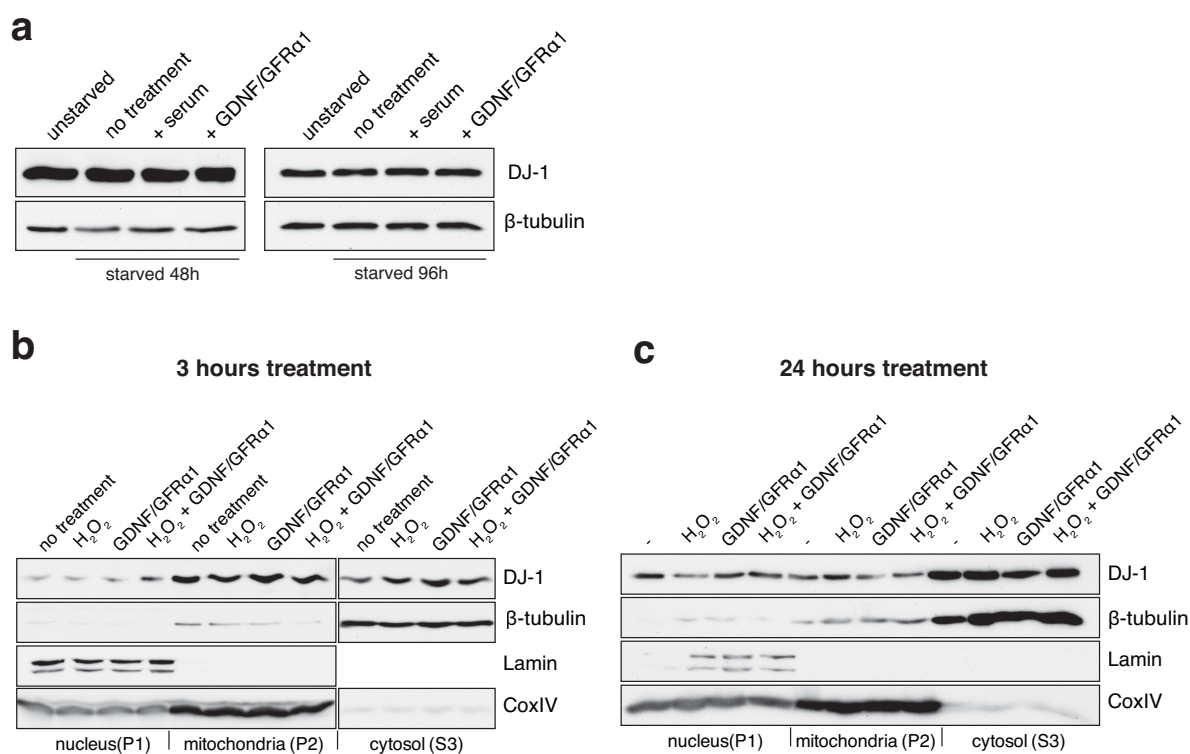 a
unstarved
no treatment
+ serum
+ GDNF/GFRα1
unstarved
no treatment
+ serum
+ GDNF/GFRα1
DJ-1
β-tubulin
starved 48h
starved 96h
b
3 hours treatment
no treatment
H₂O₂
GDNF/GFRα1
H₂O₂ + GDNF/GFRα1
no treatment
H₂O₂
GDNF/GFRα1
H₂O₂ + GDNF/GFRα1
no treatment
H₂O₂
GDNF/GFRα1
H₂O₂ + GDNF/GFRα1
DJ-1
β-tubulin
Lamin
CoxIV
nucleus(P1)
mitochondria (P2)
cytosol (S3)
c
24 hours treatment
-
H₂O₂
GDNF/GFRα1
H₂O₂ + GDNF/GFRα1
-
H₂O₂
GDNF/GFRα1
H₂O₂ + GDNF/GFRα1
-
H₂O₂
GDNF/GFRα1
H₂O₂ + GDNF/GFRα1
DJ-1
β-tubulin
Lamin
CoxIV
nucleus(P1)
mitochondria (P2)
cytosol (S3)